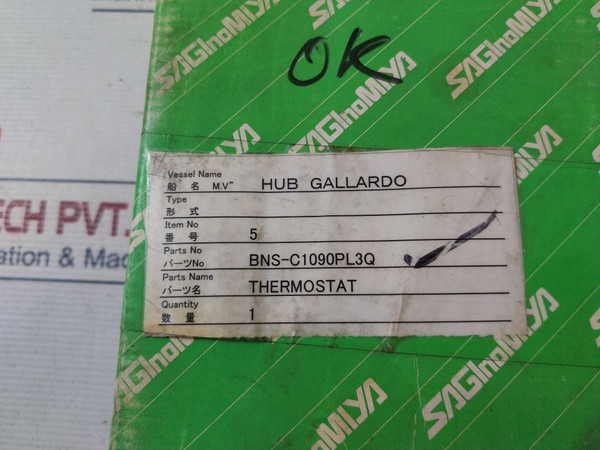 OK
SAGInoMIYA
SAGInoMIYA
SAGInoMIYA
SAGInoMIYA
SAGInoMIYA
Vessel Name
船 名 M.V" HUB GALLARDO
Type
形 式
Item No
番 号 5
Parts No
パーツNo BNS-C1090PL3Q
Parts Name
パーツ名 THERMOSTAT
Quantity
数 量 1
TECH PVT.
ation & Mac
SAGInoMIYA
SAGInoMIYA